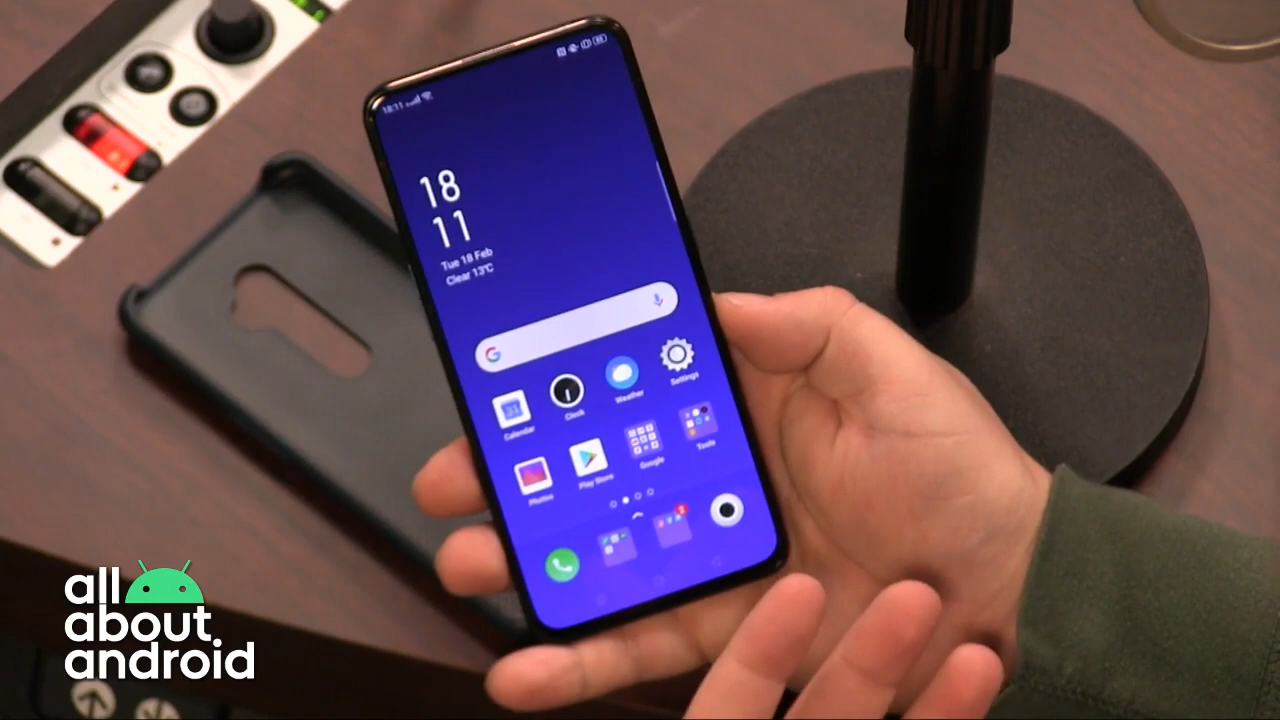 18:11
18
11
Tue 18 Feb
Clear 13°C
G
31
Calendar
Clock
Weather
Settings
Photos
Play Store
Google
Tools
all
about
android